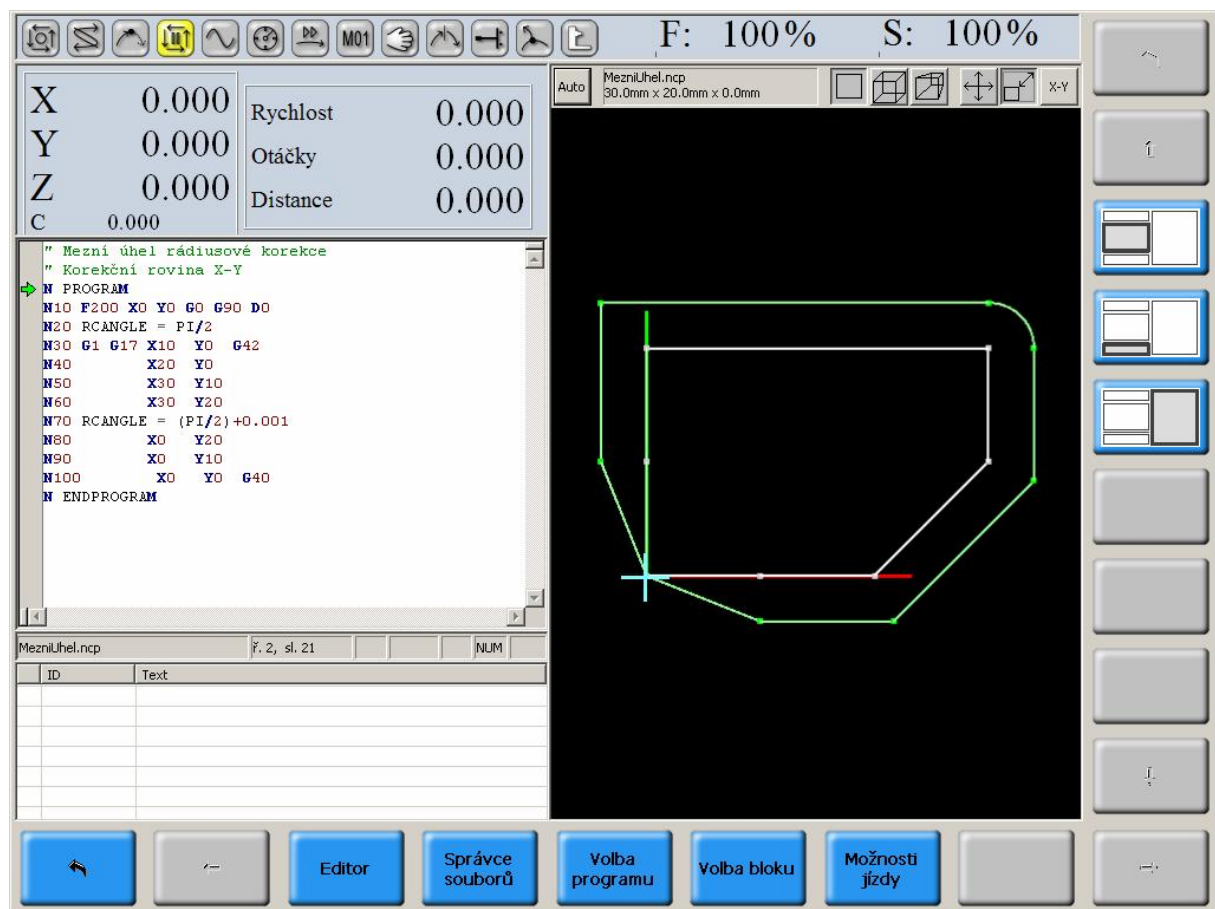 M01
F: 100% S: 100%
X 0.000
Y 0.000
Z 0.000
C 0.000
Rychlost 0.000
Otáčky 0.000
Distance 0.000
Auto
MezniUhel.ncp
30.0mm x 20.0mm x 0.0mm
X-Y
" Mezní úhel rádiusové korekce
" Korekční rovina X-Y
N PROGRAM
N10 F200 X0 Y0 G0 G90 D0
N20 RCANGLE = PI/2
N30 G1 G17 X10 Y0 G42
N40 X20 Y0
N50 X30 Y10
N60 X30 Y20
N70 RCANGLE = (PI/2)+0.001
N80 X0 Y20
N90 X0 Y10
N100 X0 Y0 G40
N ENDPROGRAM
MezniUhel.ncp ř. 2, sl. 21 NUM
ID Text
Editor
Správce
souborů
Volba
programu
Volba bloku
Možnosti
jízdy